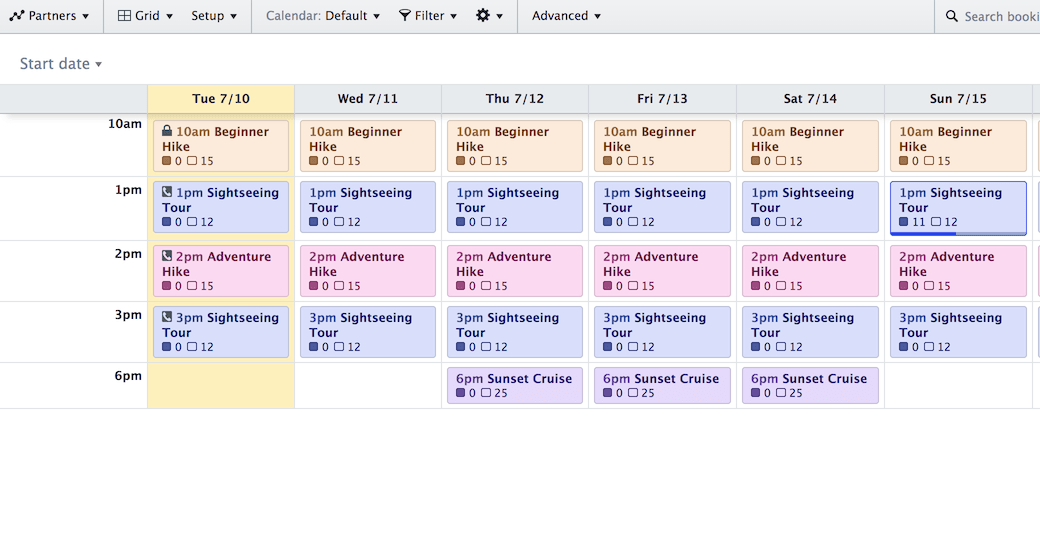 Partners Grid Setup Calendar: Default Filter Advanced Search booki
Start date
Tue 7/10 Wed 7/11 Thu 7/12 Fri 7/13 Sat 7/14 Sun 7/15
10am
10am Beginner Hike
0 15
10am Beginner Hike
0 15
10am Beginner Hike
0 15
10am Beginner Hike
0 15
10am Beginner Hike
0 15
10am Beginner Hike
0 15
1pm
1pm Sightseeing Tour
0 12
1pm Sightseeing Tour
0 12
1pm Sightseeing Tour
0 12
1pm Sightseeing Tour
0 12
1pm Sightseeing Tour
0 12
1pm Sightseeing Tour
11 12
2pm
2pm Adventure Hike
0 15
2pm Adventure Hike
0 15
2pm Adventure Hike
0 15
2pm Adventure Hike
0 15
2pm Adventure Hike
0 15
2pm Adventure Hike
0 15
3pm
3pm Sightseeing Tour
0 12
3pm Sightseeing Tour
0 12
3pm Sightseeing Tour
0 12
3pm Sightseeing Tour
0 12
3pm Sightseeing Tour
0 12
3pm Sightseeing Tour
0 12
6pm
6pm Sunset Cruise
0 25
6pm Sunset Cruise
0 25
6pm Sunset Cruise
0 25